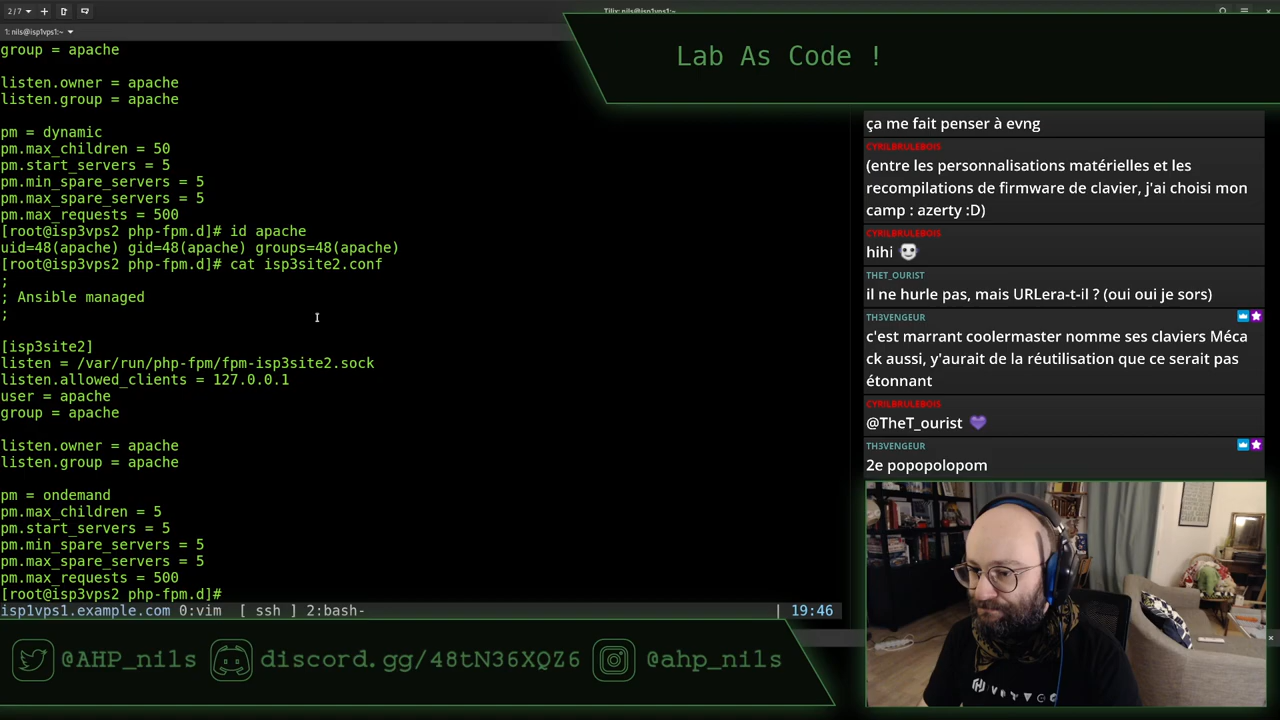 2/7
Tilix: nils@isp1vps1:~
1: nils@isp1vps1:~
Lab As Code !
group = apache
listen.owner = apache
listen.group = apache
pm = dynamic
pm.max_children = 50
pm.start_servers = 5
pm.min_spare_servers = 5
pm.max_spare_servers = 5
pm.max_requests = 500
[root@isp3vps2 php-fpm.d]# id apache
uid=48(apache) gid=48(apache) groups=48(apache)
[root@isp3vps2 php-fpm.d]# cat isp3site2.conf
;
; Ansible managed
;
[isp3site2]
listen = /var/run/php-fpm/fpm-isp3site2.sock
listen.allowed_clients = 127.0.0.1
user = apache
group = apache
listen.owner = apache
listen.group = apache
pm = ondemand
pm.max_children = 5
pm.start_servers = 5
pm.min_spare_servers = 5
pm.max_spare_servers = 5
pm.max_requests = 500
[root@isp3vps2 php-fpm.d]#
isp1vps1.example.com 0:vim [ ssh ] 2:bash- | 19:46
ça me fait penser à evng
CYRILBRULEBOIS
(entre les personnalisations matérielles et les
recompilations de firmware de clavier, j'ai choisi mon
camp : azerty :D)
CYRILBRULEBOIS
hihi
THET_OURIST
il ne hurle pas, mais URLera-t-il ? (oui oui je sors)
TH3VENGEUR
c'est marrant coolermaster nomme ses claviers Méca
ck aussi, y'aurait de la réutilisation que ce serait pas
étonnant
CYRILBRULEBOIS
@TheT_ourist
TH3VENGEUR
2e popopolopom
@AHP_nils discord.gg/48tN36XQZ6 @ahp_nils